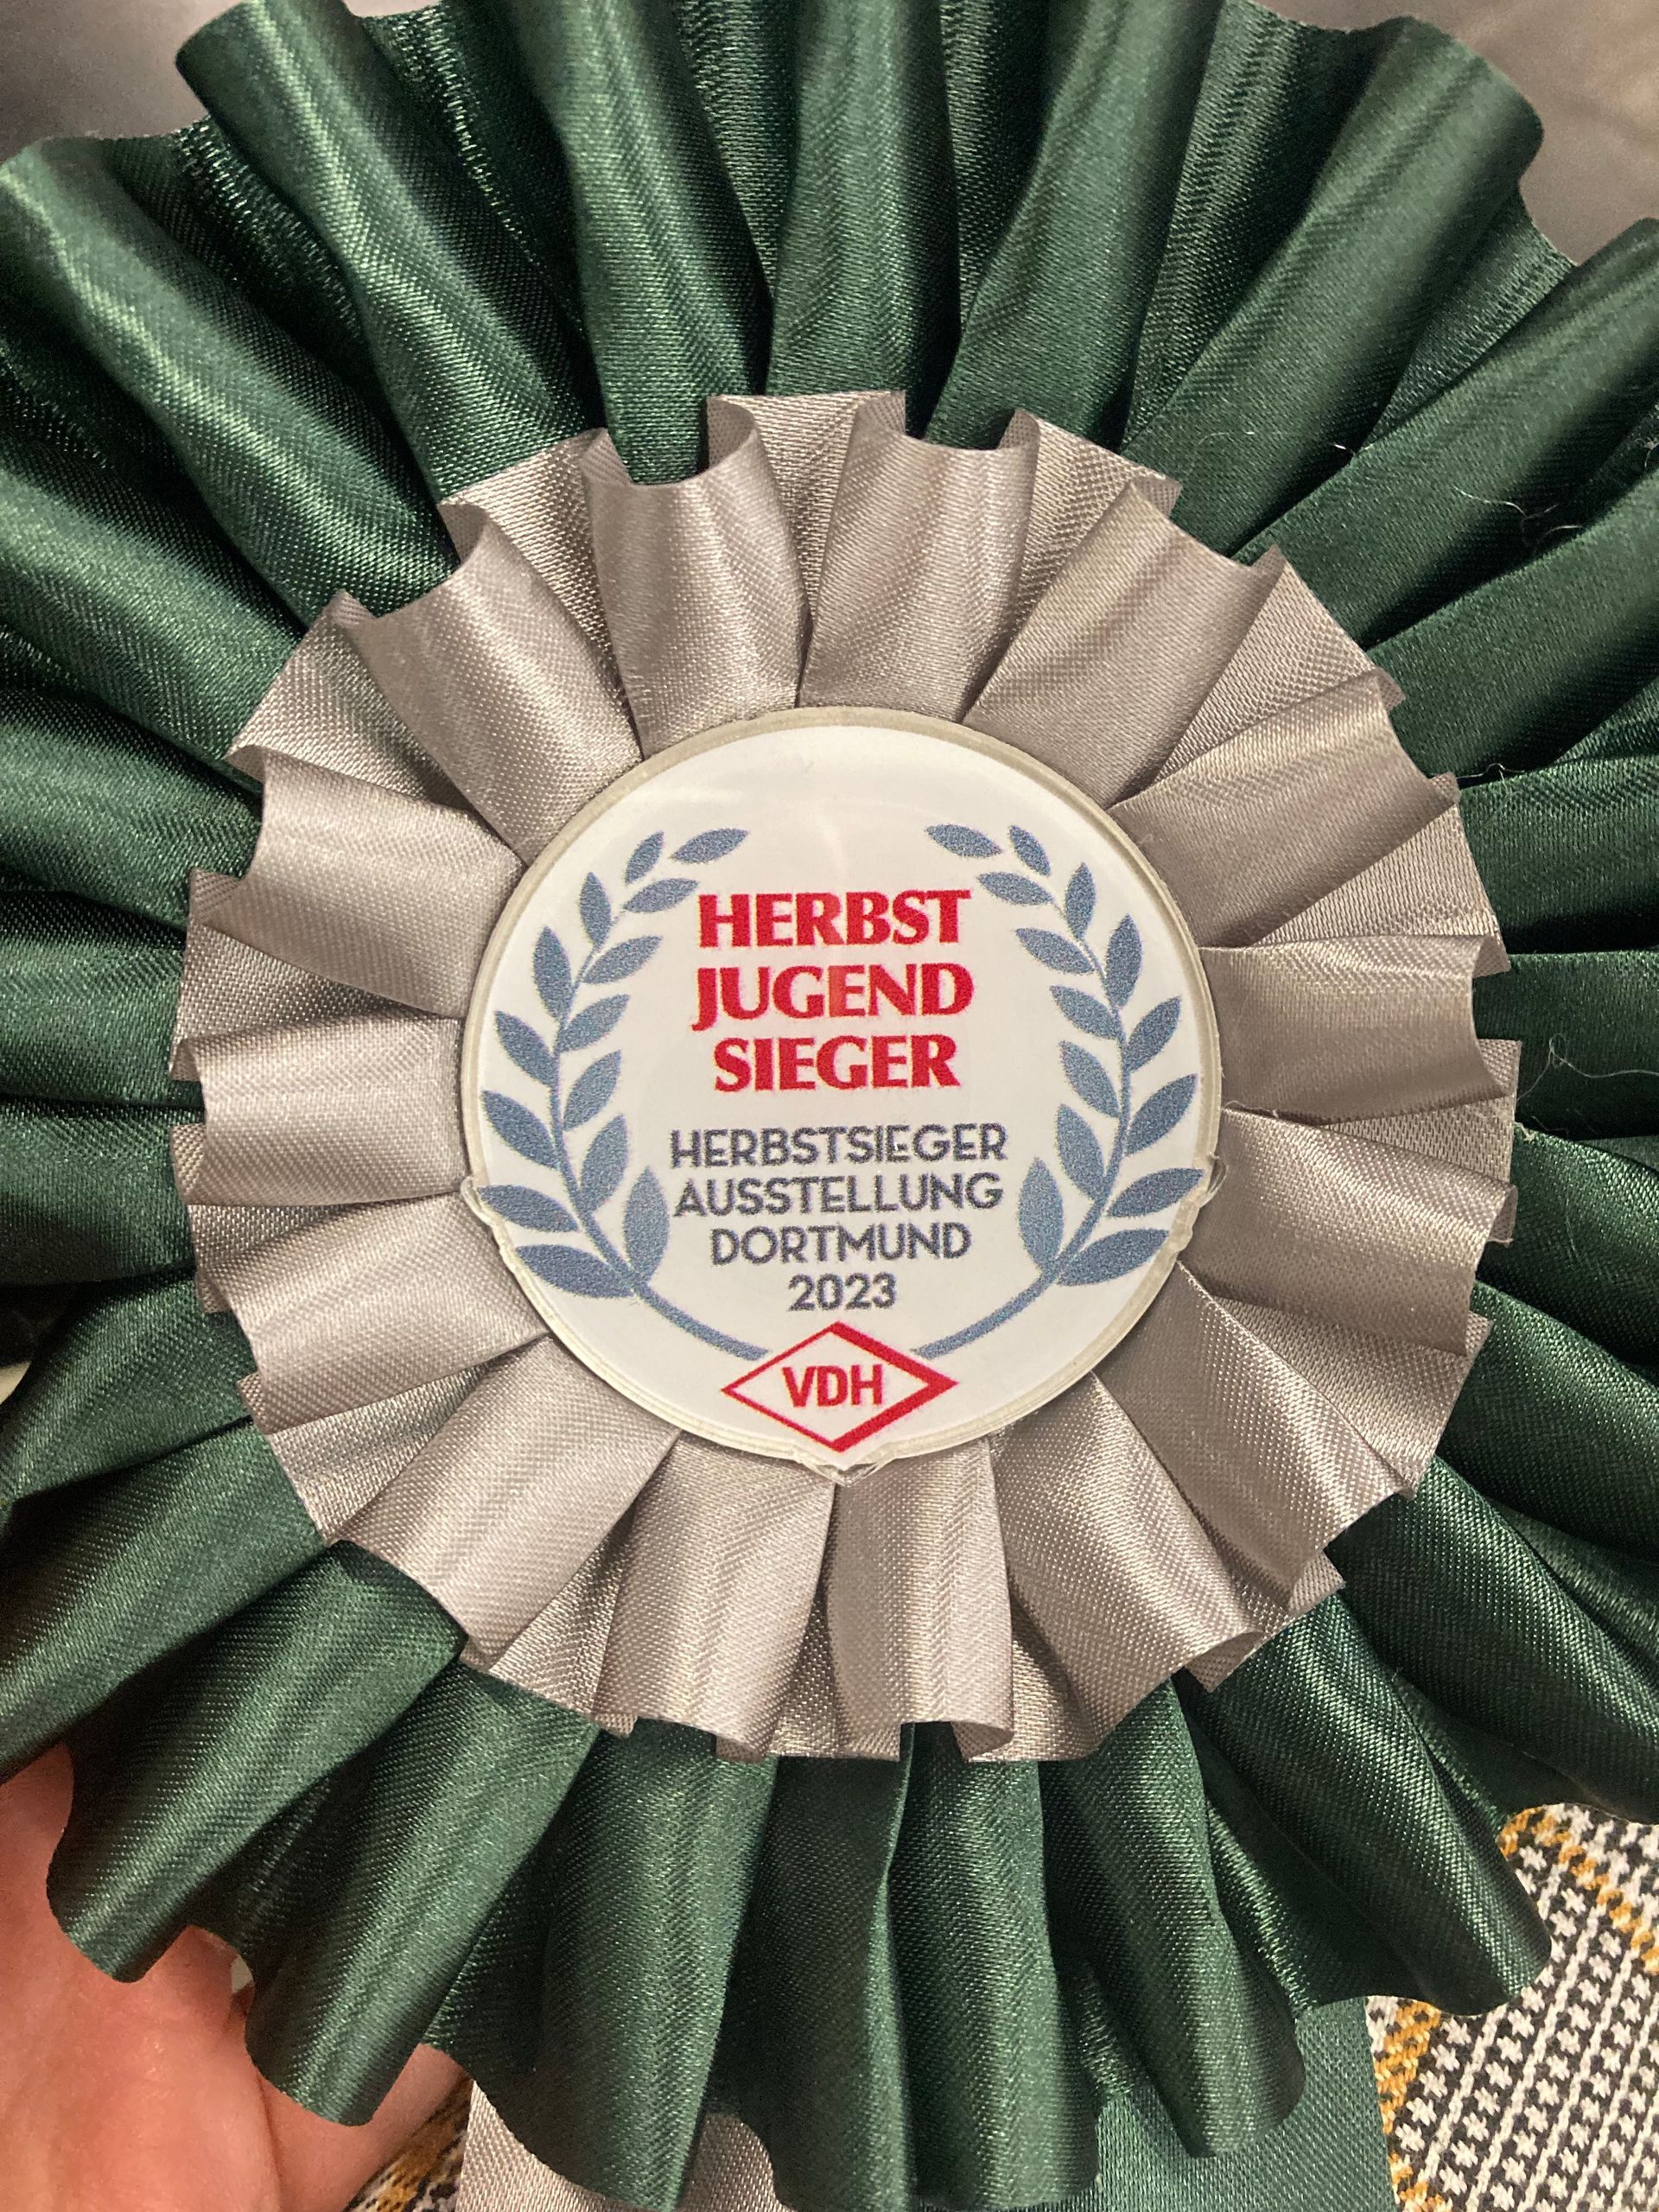 HERBST
JUGEND
SIEGER
HERBSTSIEGER
AUSSTELLUNG
DORTMUND
2023
VDH